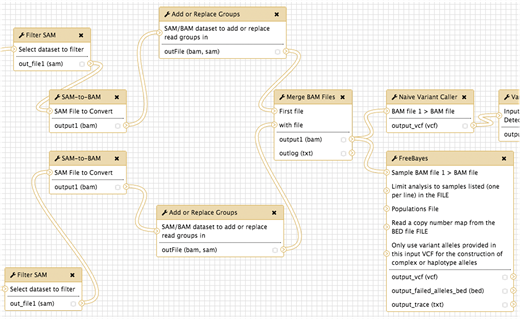 Filter SAM
Select dataset to filter
out_file1 (sam)
SAM-to-BAM
SAM File to Convert
output1 (bam)
Add or Replace Groups
SAM/BAM dataset to add or replace
read groups in
outFile (bam, sam)
Merge BAM Files
First file
with file
output1 (bam)
outlog (txt)
Naive Variant Caller
BAM file 1 > BAM file
output_vcf (vcf)
Va
Input
Detec
outpu
SAM-to-BAM
SAM File to Convert
output1 (bam)
Add or Replace Groups
SAM/BAM dataset to add or replace
read groups in
outFile (bam, sam)
Filter SAM
Select dataset to filter
out_file1 (sam)
FreeBayes
Sample BAM file 1 > BAM file
Limit analysis to samples listed (one
per line) in the FILE
Populations File
Read a copy number map from the
BED file FILE
Only use variant alleles provided in
this input VCF for the construction of
complex or haplotype alleles
output_vcf (vcf)
output_failed_alleles_bed (bed)
output_trace (txt)